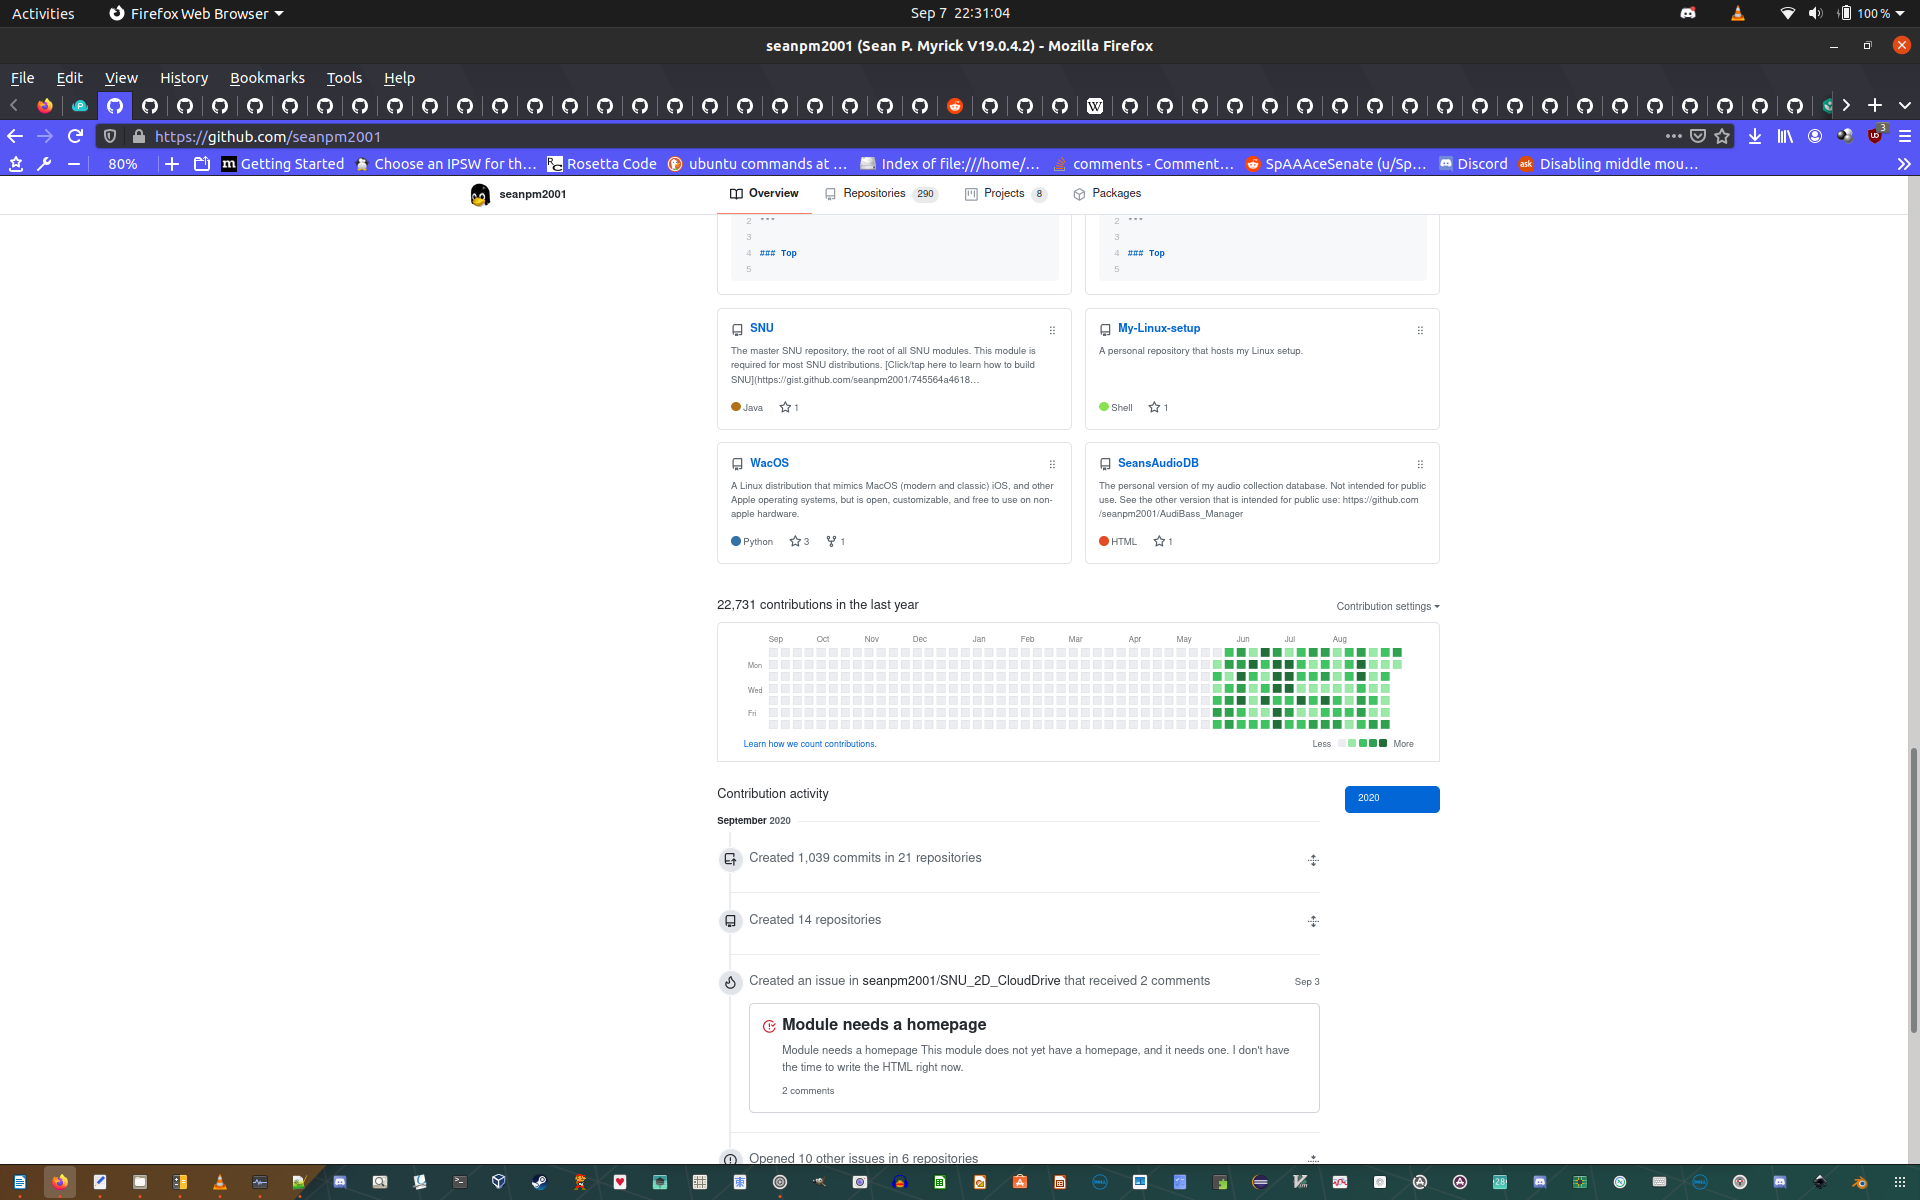 Activities
Firefox Web Browser
Sep 7 22:31:04
100 %
seanpm2001 (Sean P. Myrick V19.0.4.2) - Mozilla Firefox
File Edit View History Bookmarks Tools Help
https://github.com/seanpm2001
3
80%
Getting Started
Choose an IPSW for th…
Rosetta Code
ubuntu commands at …
Index of file:///home/…
comments - Comment…
SpAAAceSenate (u/Sp…
Discord
Disabling middle mou…
seanpm2001
Overview
Repositories 290
Projects 8
Packages
2 ```
3
4 ### Top
5
2 ```
3
4 ### Top
5
SNU
The master SNU repository, the root of all SNU modules. This module is
required for most SNU distributions. [Click/tap here to learn how to build
SNU](https://gist.github.com/seanpm2001/745564a4618…
Java 1
My-Linux-setup
A personal repository that hosts my Linux setup.
Shell 1
WacOS
A Linux distribution that mimics MacOS (modern and classic) iOS, and other
Apple operating systems, but is open, customizable, and free to use on non-
apple hardware.
Python 3 1
SeansAudioDB
The personal version of my audio collection database. Not intended for public
use. See the other version that is intended for public use: https://github.com
/seanpm2001/AudiBass_Manager
HTML 1
22,731 contributions in the last year
Contribution settings
Sep Oct Nov Dec Jan Feb Mar Apr May Jun Jul Aug
Mon
Wed
Fri
Learn how we count contributions.
Less More
Contribution activity
2020
September 2020
Created 1,039 commits in 21 repositories
Created 14 repositories
Created an issue in seanpm2001/SNU_2D_CloudDrive that received 2 comments
Sep 3
Module needs a homepage
Module needs a homepage This module does not yet have a homepage, and it needs one. I don't have
the time to write the HTML right now.
2 comments
Opened 10 other issues in 6 repositories